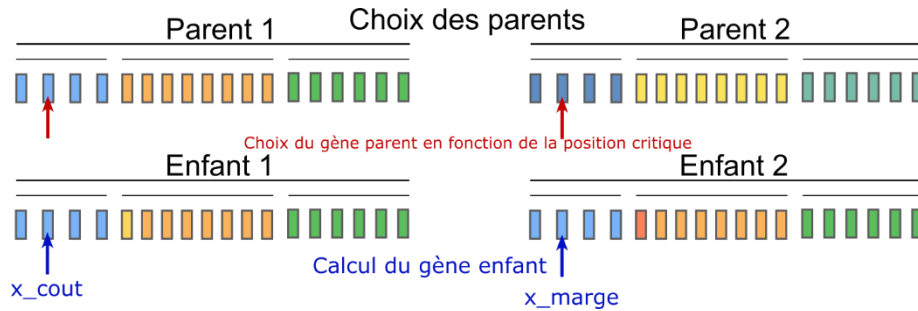 Choix des parents
Parent 1
Parent 2
Choix du gène parent en fonction de la position critique
Enfant 1
Enfant 2
Calcul du gène enfant
x_cout
x_marge